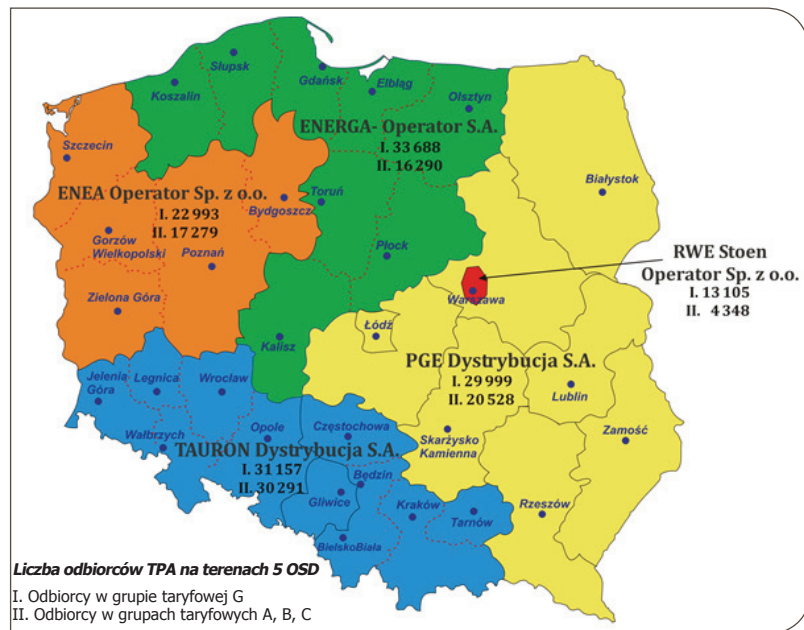 Słupsk
Koszalin
Gdańsk
Elbląg
Olsztyn
ENERGA- Operator S.A.
I. 33 688
II. 16 290
Szczecin
ENEA Operator Sp. z o.o.
I. 22 993
II. 17 279
Bydgoszcz
Toruń
Białystok
Gorzów
Wielkopolski
Poznań
Płock
RWE Stoen
Operator Sp. z o.o.
I. 13 105
II. 4 348
Warszawa
Zielona Góra
Kalisz
Łódź
PGE Dystrybucja S.A.
I. 29 999
II. 20 528
Lublin
Jelenia
Góra
Legnica
Wrocław
Wałbrzych
Opole
Częstochowa
Skarżysko
Kamienna
Zamość
TAURON Dystrybucja S.A.
I. 31 157
II. 30 291
Będzin
Gliwice
Kraków
Tarnów
Rzeszów
BielskoBiała
Liczba odbiorców TPA na terenach 5 OSD
I. Odbiorcy w grupie taryfowej G
II. Odbiorcy w grupach taryfowych A, B, C